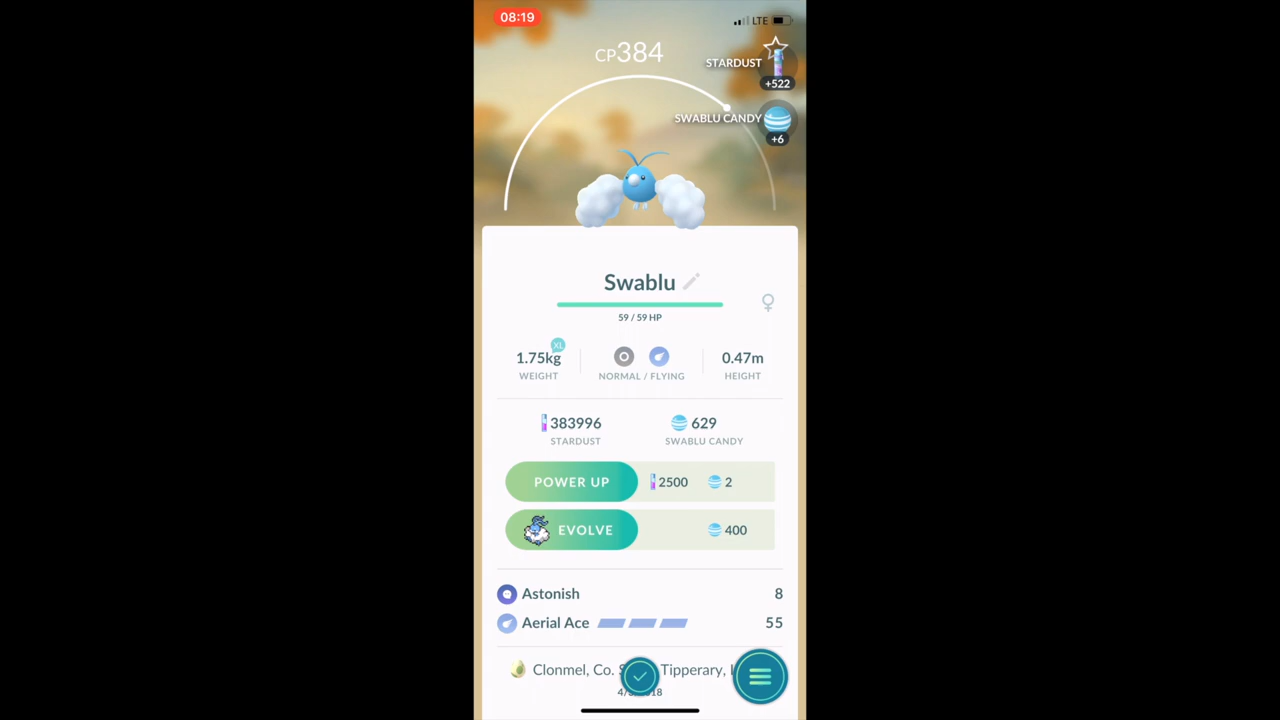 08:19
LTE
CP384
STARDUST
+522
SWABLU CANDY
+6
Swablu
59 / 59 HP
XL
1.75kg
WEIGHT
NORMAL / FLYING
0.47m
HEIGHT
383996
STARDUST
629
SWABLU CANDY
POWER UP 2500 2
EVOLVE 400
Astonish 8
Aerial Ace 55
Clonmel, Co. Tipperary,